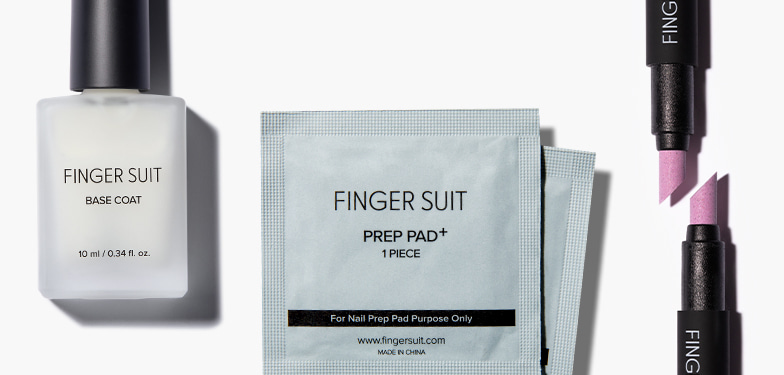 FINGER SUIT
BASE COAT
10 ml / 0.34 fl. oz.
FINGER SUIT
PREP PAD+
1 PIECE
For Nail Prep Pad Purpose Only
www.fingersuit.com
MADE IN CHINA
FING
FING